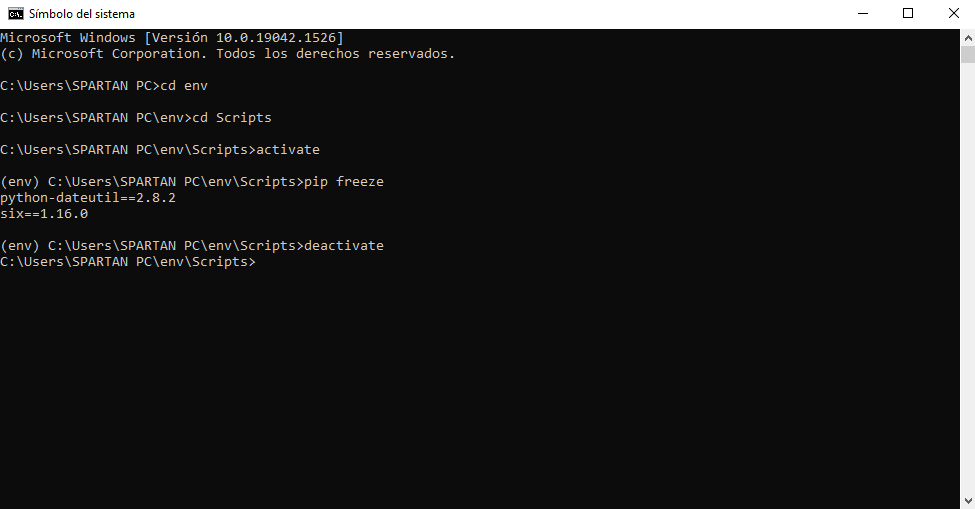 Símbolo del sistema
Microsoft Windows [Versión 10.0.19042.1526]
(c) Microsoft Corporation. Todos los derechos reservados.
C:\Users\SPARTAN PC>cd env
C:\Users\SPARTAN PC\env>cd Scripts
C:\Users\SPARTAN PC\env\Scripts>activate
(env) C:\Users\SPARTAN PC\env\Scripts>pip freeze
python-dateutil==2.8.2
six==1.16.0
(env) C:\Users\SPARTAN PC\env\Scripts>deactivate
C:\Users\SPARTAN PC\env\Scripts>